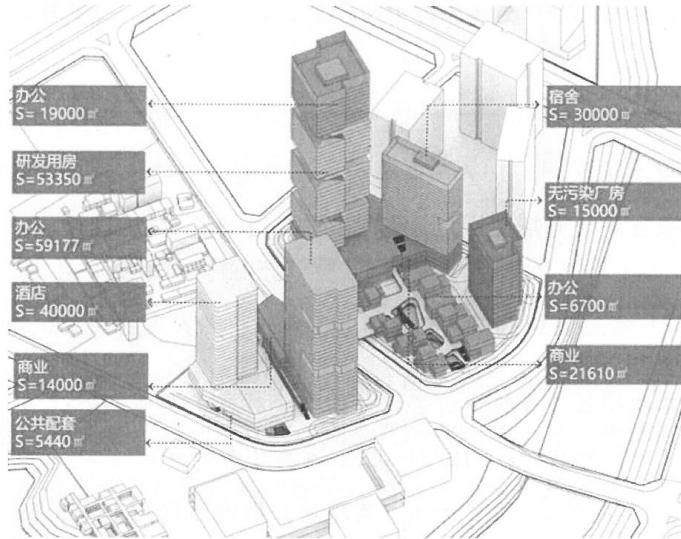 办公
S= 19000㎡
研发用房
S=53350㎡
办公
S=59177㎡
酒店
S= 40000㎡
商业
S=14000㎡
公共配套
S=5440㎡
宿舍
S= 30000㎡
无污染厂房
S= 15000㎡
办公
S=6700㎡
商业
S=21610㎡